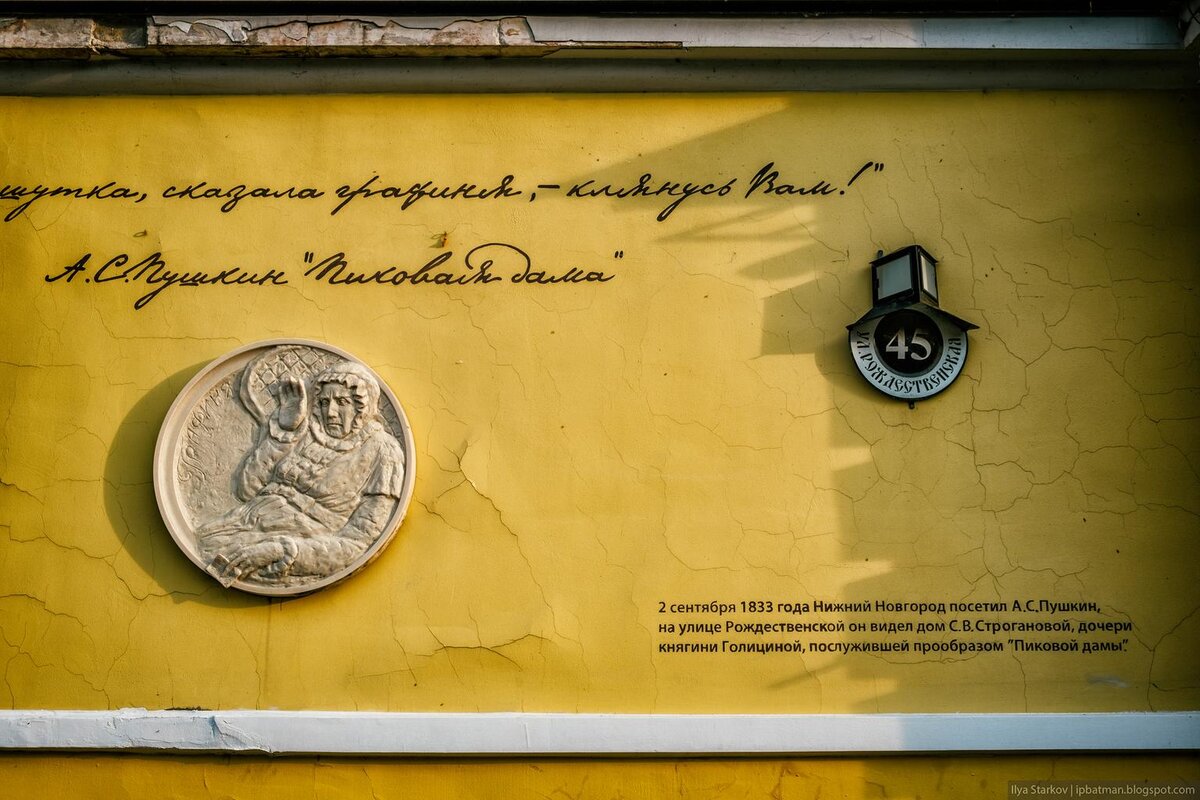 шутка, сказала графиня,- клянусь Вам!"
А.С.Пушкин "Пиковая дама"
45
УЛ. РОЖДЕСТВЕНСКАЯ
2 сентября 1833 года Нижний Новгород посетил А.С.Пушкин,
на улице Рождественской он видел дом С.В.Строгановой, дочери
княгини Голициной, послужившей прообразом "Пиковой дамы".
Ilya Starkov | ipbatman.blogspot.com